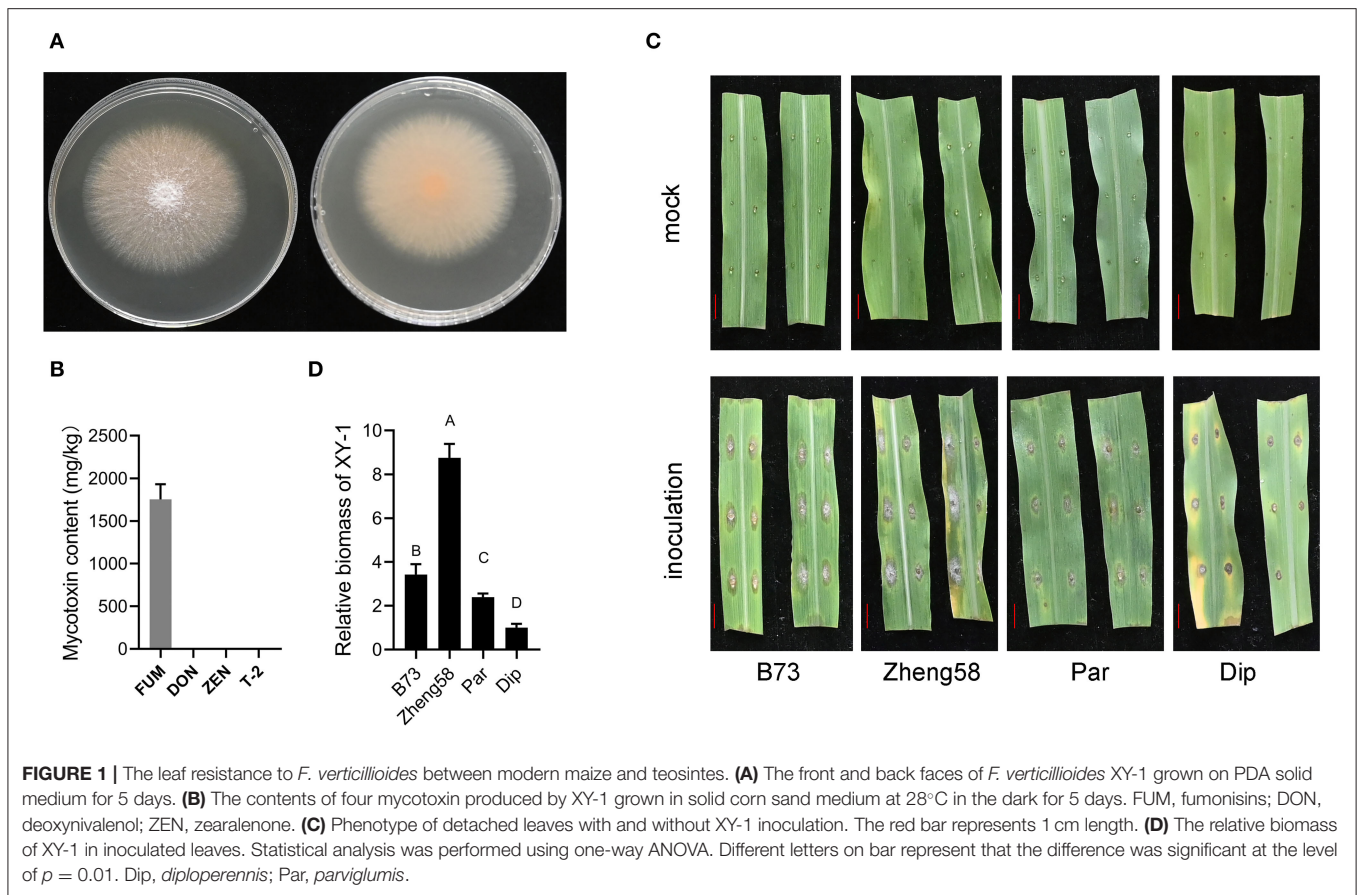 A
C
mock
B
D
Mycotoxin content (mg/kg)
2500
2000
1500
1000
500
0
FUM
DON
ZEN
T-2
Relative biomass of XY-1
10
8
6
4
2
0
A
B
C
D
B73
Zheng58
Par
Dip
inoculation
B73
Zheng58
Par
Dip
FIGURE 1 | The leaf resistance to F. verticillioides between modern maize and teosintes. (A) The front and back faces of F. verticillioides XY-1 grown on PDA solid
medium for 5 days. (B) The contents of four mycotoxin produced by XY-1 grown in solid corn sand medium at 28°C in the dark for 5 days. FUM, fumonisins; DON,
deoxynivalenol; ZEN, zearalenone. (C) Phenotype of detached leaves with and without XY-1 inoculation. The red bar represents 1 cm length. (D) The relative biomass
of XY-1 in inoculated leaves. Statistical analysis was performed using one-way ANOVA. Different letters on bar represent that the difference was significant at the level
of p = 0.01. Dip, diploperennis; Par, parviglumis.